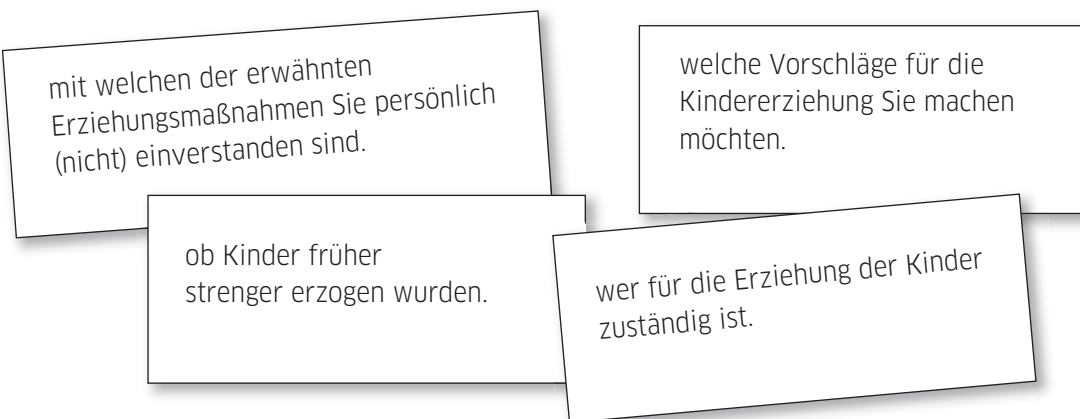 mit welchen der erwähnten
Erziehungsmaßnahmen Sie persönlich
(nicht) einverstanden sind.
welche Vorschläge für die
Kindererziehung Sie machen
möchten.
ob Kinder früher
strenger erzogen wurden.
wer für die Erziehung der Kinder
zuständig ist.